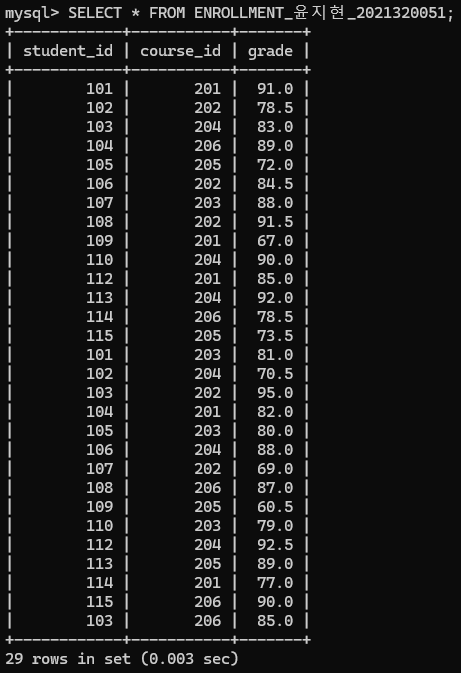 mysql> SELECT * FROM ENROLLMENT_윤지현_2021320051;
+------------+-----------+-------+
| student_id | course_id | grade |
+------------+-----------+-------+
|        101 |       201 |  91.0 |
|        102 |       202 |  78.5 |
|        103 |       204 |  83.0 |
|        104 |       206 |  89.0 |
|        105 |       205 |  72.0 |
|        106 |       202 |  84.5 |
|        107 |       203 |  88.0 |
|        108 |       202 |  91.5 |
|        109 |       201 |  67.0 |
|        110 |       204 |  90.0 |
|        112 |       201 |  85.0 |
|        113 |       204 |  92.0 |
|        114 |       206 |  78.5 |
|        115 |       205 |  73.5 |
|        101 |       203 |  81.0 |
|        102 |       204 |  70.5 |
|        103 |       202 |  95.0 |
|        104 |       201 |  82.0 |
|        105 |       203 |  80.0 |
|        106 |       204 |  88.0 |
|        107 |       202 |  69.0 |
|        108 |       206 |  87.0 |
|        109 |       205 |  60.5 |
|        110 |       203 |  79.0 |
|        112 |       204 |  92.5 |
|        113 |       205 |  89.0 |
|        114 |       201 |  77.0 |
|        115 |       206 |  90.0 |
|        103 |       206 |  85.0 |
+------------+-----------+-------+
29 rows in set (0.003 sec)